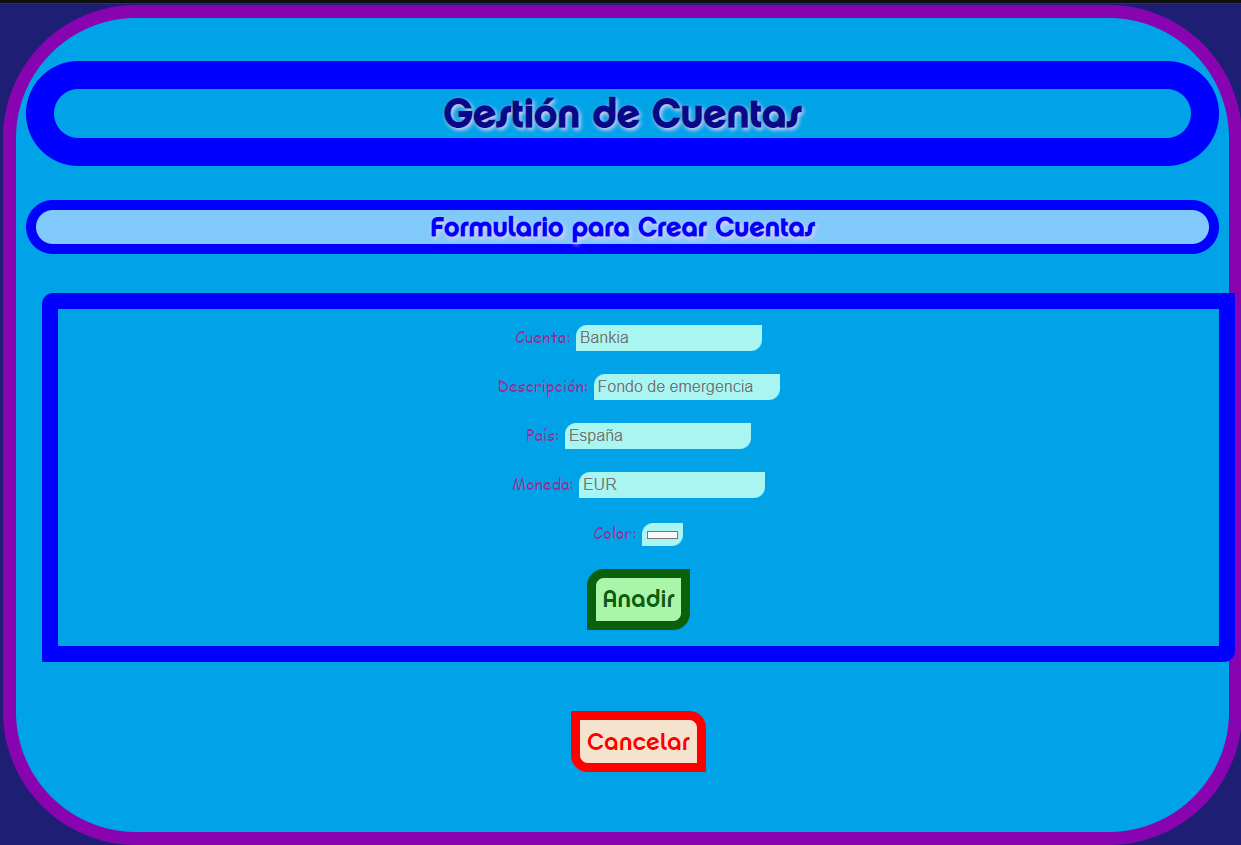 Gestión de Cuentas
Formulario para Crear Cuentas
Cuenta: Bankia
Descripción: Fondo de emergencia
País: España
Moneda: EUR
Color:
Anadir
Cancelar